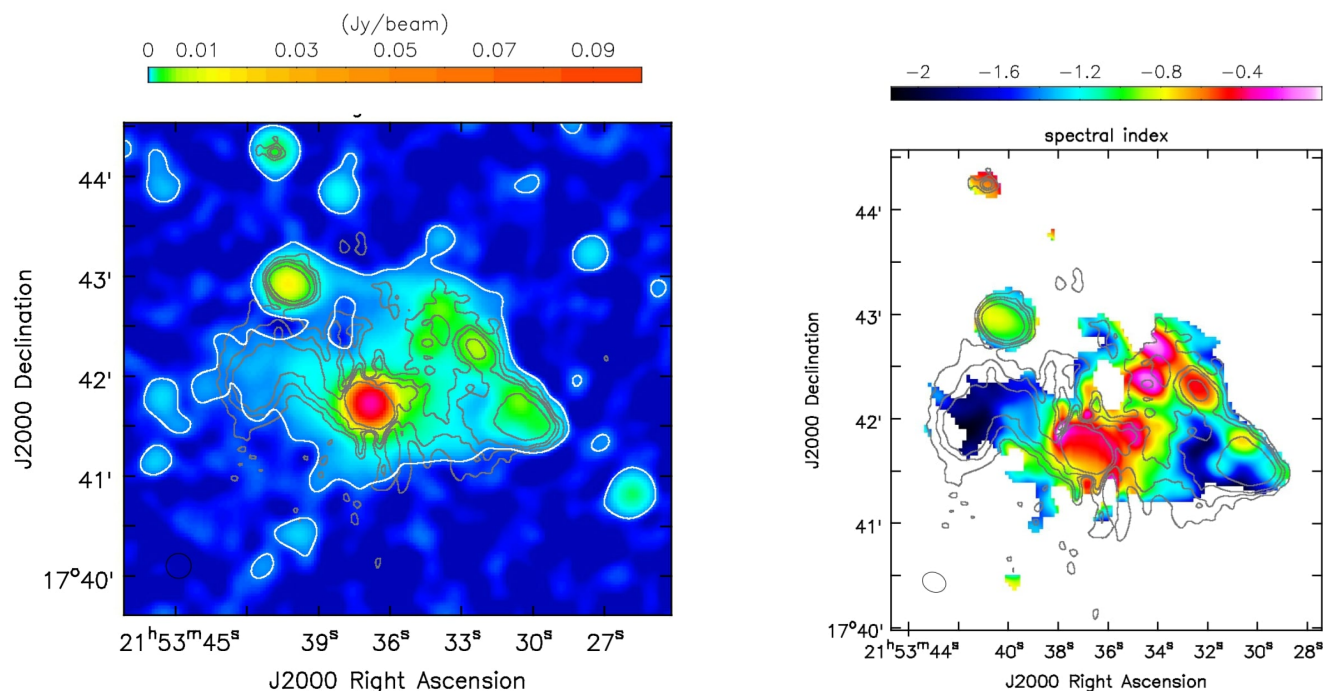 (Jy/beam)
0 0.01 0.03 0.05 0.07 0.09
44'
43'
42'
41'
17°40'
J2000 Declination
21ʰ53ᵐ45ˢ 39ˢ 36ˢ 33ˢ 30ˢ 27ˢ
J2000 Right Ascension
−2 −1.6 −1.2 −0.8 −0.4
spectral index
44'
43'
42'
41'
17°40'
J2000 Declination
21ʰ53ᵐ44ˢ 40ˢ 38ˢ 36ˢ 34ˢ 32ˢ 30ˢ 28ˢ
J2000 Right Ascension